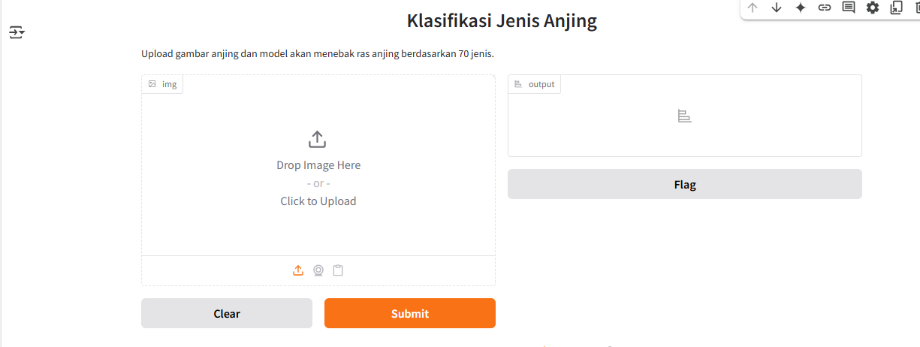 Klasifikasi Jenis Anjing
Upload gambar anjing dan model akan menebak ras anjing berdasarkan 70 jenis.
img
Drop Image Here
- or -
Click to Upload
Clear
Submit
output
Flag